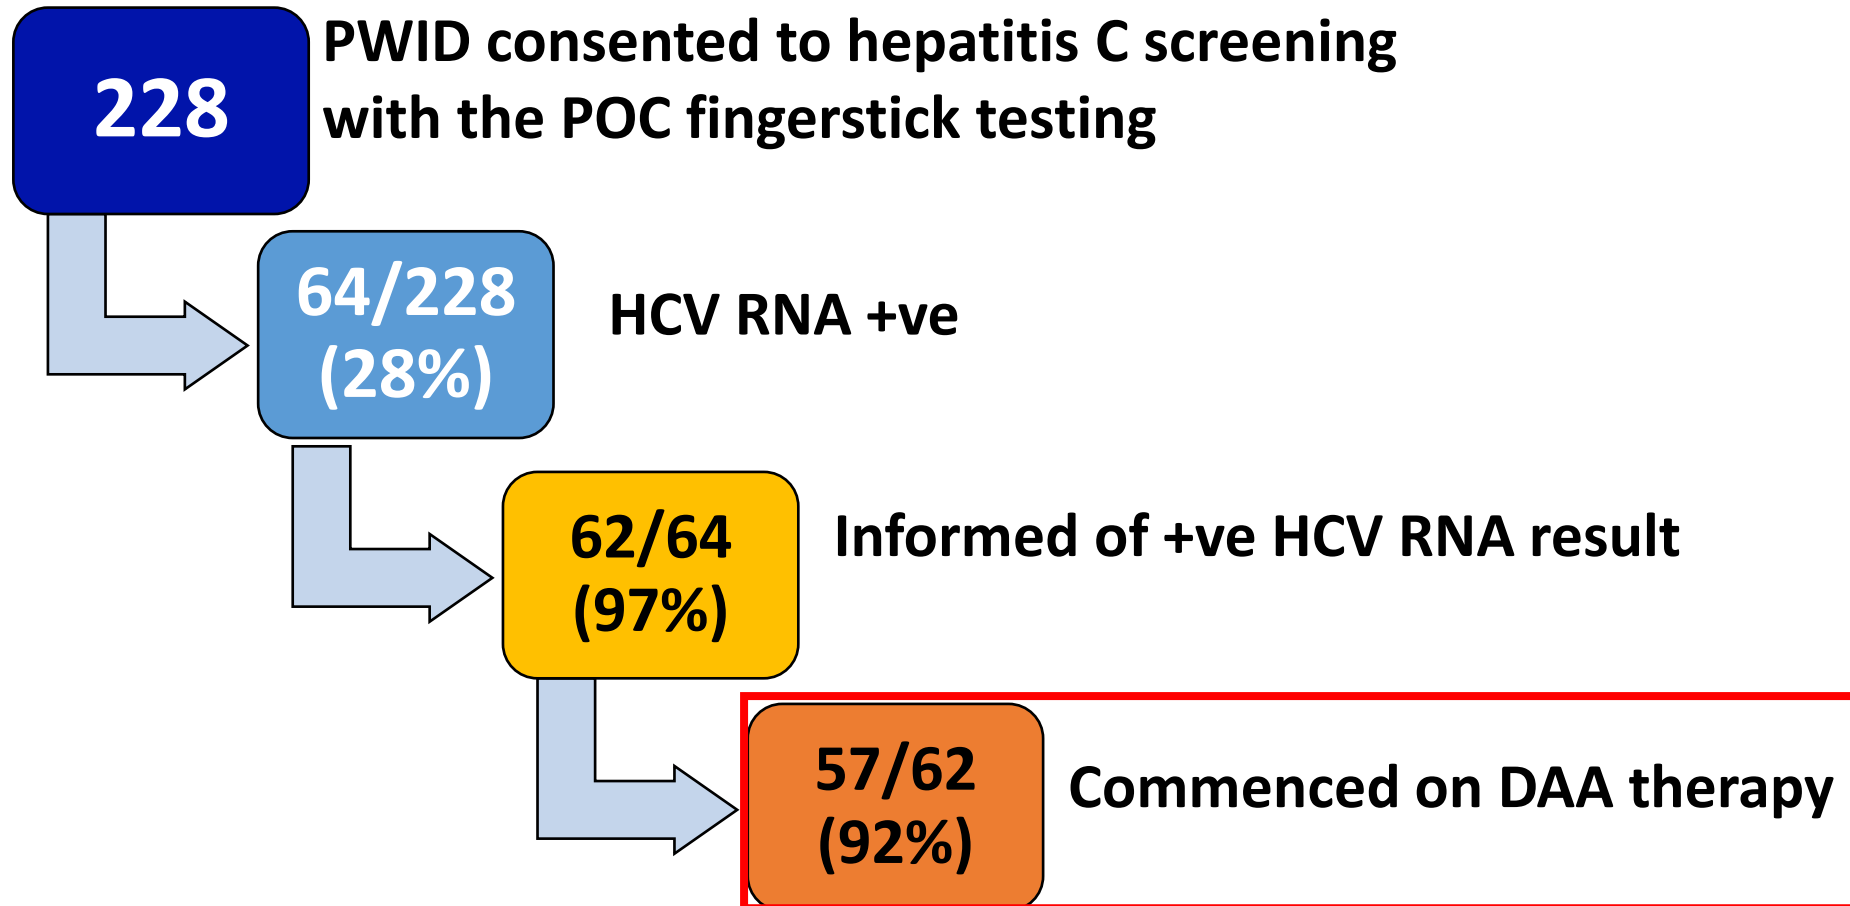 228
PWID consented to hepatitis C screening
with the POC fingerstick testing
64/228
(28%)
HCV RNA +ve
62/64
(97%)
Informed of +ve HCV RNA result
57/62
(92%)
Commenced on DAA therapy